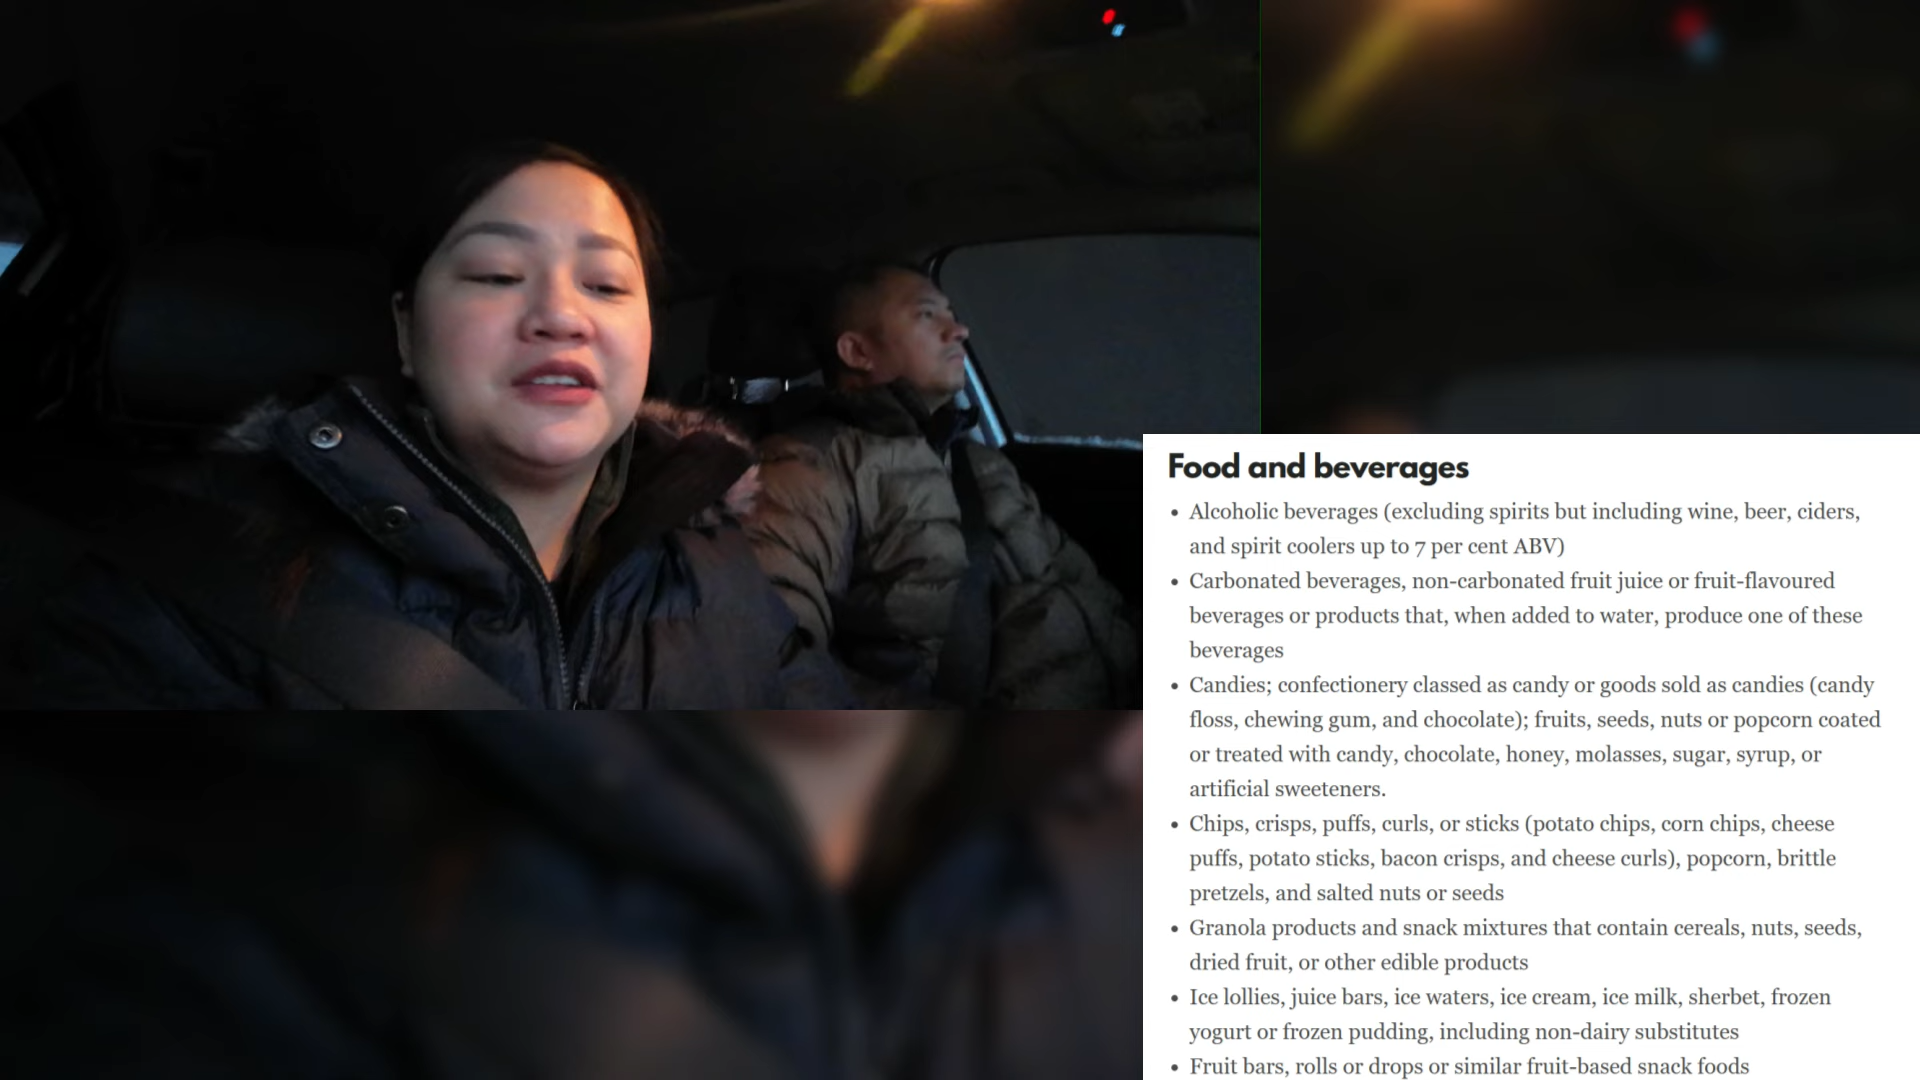 Food and beverages
Alcoholic beverages (excluding spirits but including wine, beer, ciders,
and spirit coolers up to 7 per cent ABV)
Carbonated beverages, non-carbonated fruit juice or fruit-flavoured
beverages or products that, when added to water, produce one of these
beverages
Candies; confectionery classed as candy or goods sold as candies (candy
floss, chewing gum, and chocolate); fruits, seeds, nuts or popcorn coated
or treated with candy, chocolate, honey, molasses, sugar, syrup, or
artificial sweeteners.
Chips, crisps, puffs, curls, or sticks (potato chips, corn chips, cheese
puffs, potato sticks, bacon crisps, and cheese curls), popcorn, brittle
pretzels, and salted nuts or seeds
Granola products and snack mixtures that contain cereals, nuts, seeds,
dried fruit, or other edible products
Ice lollies, juice bars, ice waters, ice cream, ice milk, sherbet, frozen
yogurt or frozen pudding, including non-dairy substitutes
Fruit bars, rolls or drops or similar fruit-based snack foods